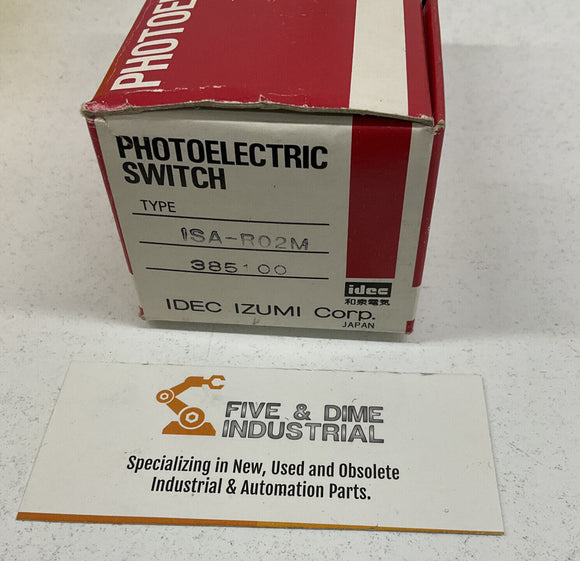 PHOTOELE
PHOTOELECTRIC
SWITCH
TYPE
ISA-R02M
385100
idec
和泉電気
IDEC IZUMI Corp.
JAPAN
FIVE & DIME
INDUSTRIAL
Specializing in New, Used and Obsolete
Industrial & Automation Parts.